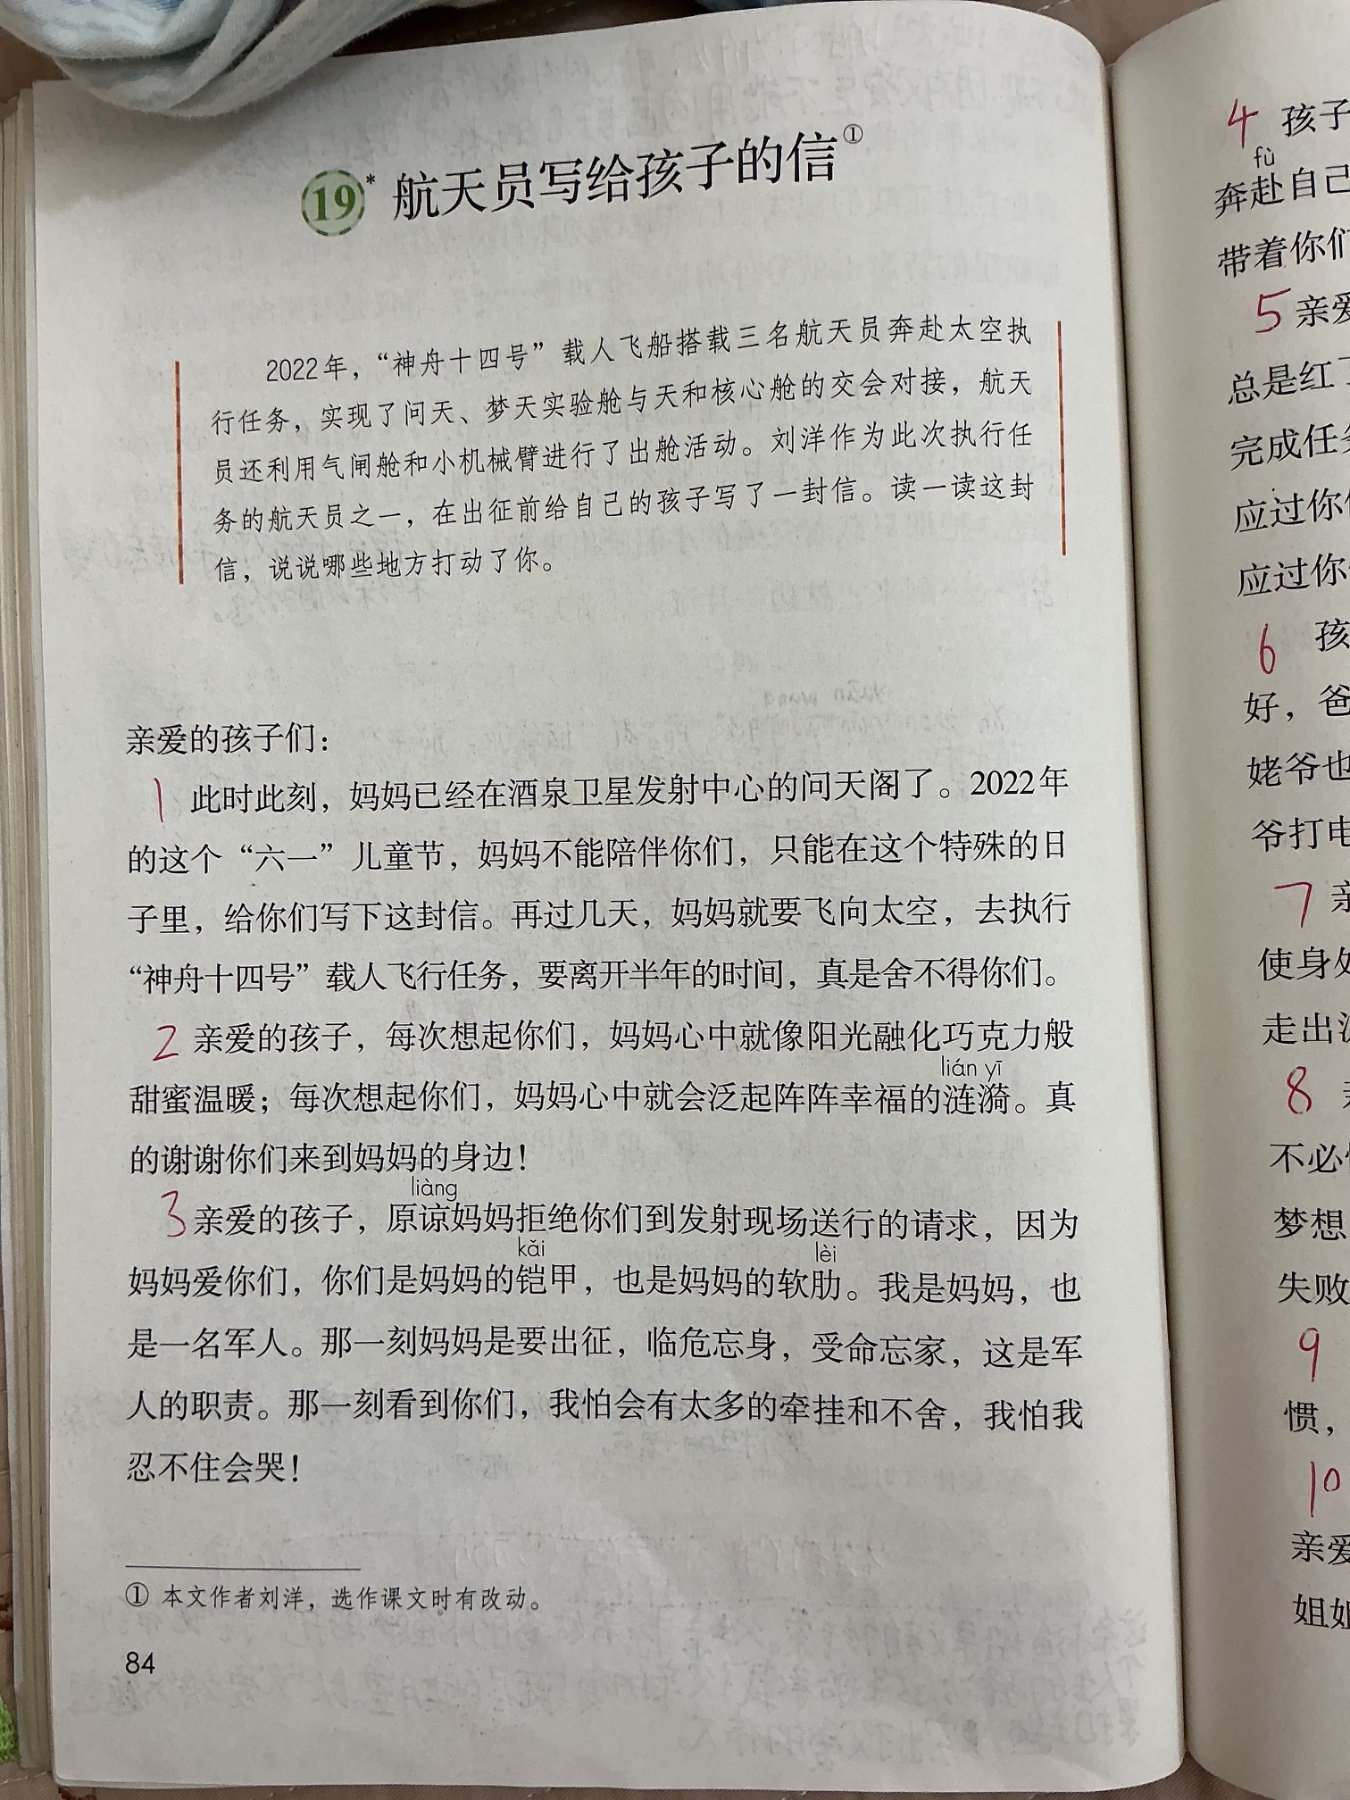 19* 航天员写给孩子的信①
2022年，“神舟十四号”载人飞船搭载三名航天员奔赴太空执
行任务，实现了问天、梦天实验舱与天和核心舱的交会对接，航天
员还利用气闸舱和小机械臂进行了出舱活动。刘洋作为此次执行任
务的航天员之一，在出征前给自己的孩子写了一封信。读一读这封
信，说说哪些地方打动了你。
亲爱的孩子们：
1 此时此刻，妈妈已经在酒泉卫星发射中心的问天阁了。2022年
的这个“六一”儿童节，妈妈不能陪伴你们，只能在这个特殊的日
子里，给你们写下这封信。再过几天，妈妈就要飞向太空，去执行
“神舟十四号”载人飞行任务，要离开半年的时间，真是舍不得你们。
2 亲爱的孩子，每次想起你们，妈妈心中就像阳光融化巧克力般
lián yī
甜蜜温暖；每次想起你们，妈妈心中就会泛起阵阵幸福的涟漪。真
的谢谢你们来到妈妈的身边！
liàng
3 亲爱的孩子，原谅妈妈拒绝你们到发射现场送行的请求，因为
kǎi lèi
妈妈爱你们，你们是妈妈的铠甲，也是妈妈的软肋。我是妈妈，也
是一名军人。那一刻妈妈是要出征，临危忘身，受命忘家，这是军
人的职责。那一刻看到你们，我怕会有太多的牵挂和不舍，我怕我
忍不住会哭！
① 本文作者刘洋，选作课文时有改动。
84
4 孩子
fù
奔赴自己
带着你们
5 亲爱
总是红了
完成任务
应过你们
应过你
6 孩
好，爸
姥爷也
爷打电
7 亲
使身处
走出
8
不必
梦想
失败
9
惯，
10
亲爱
姐姐